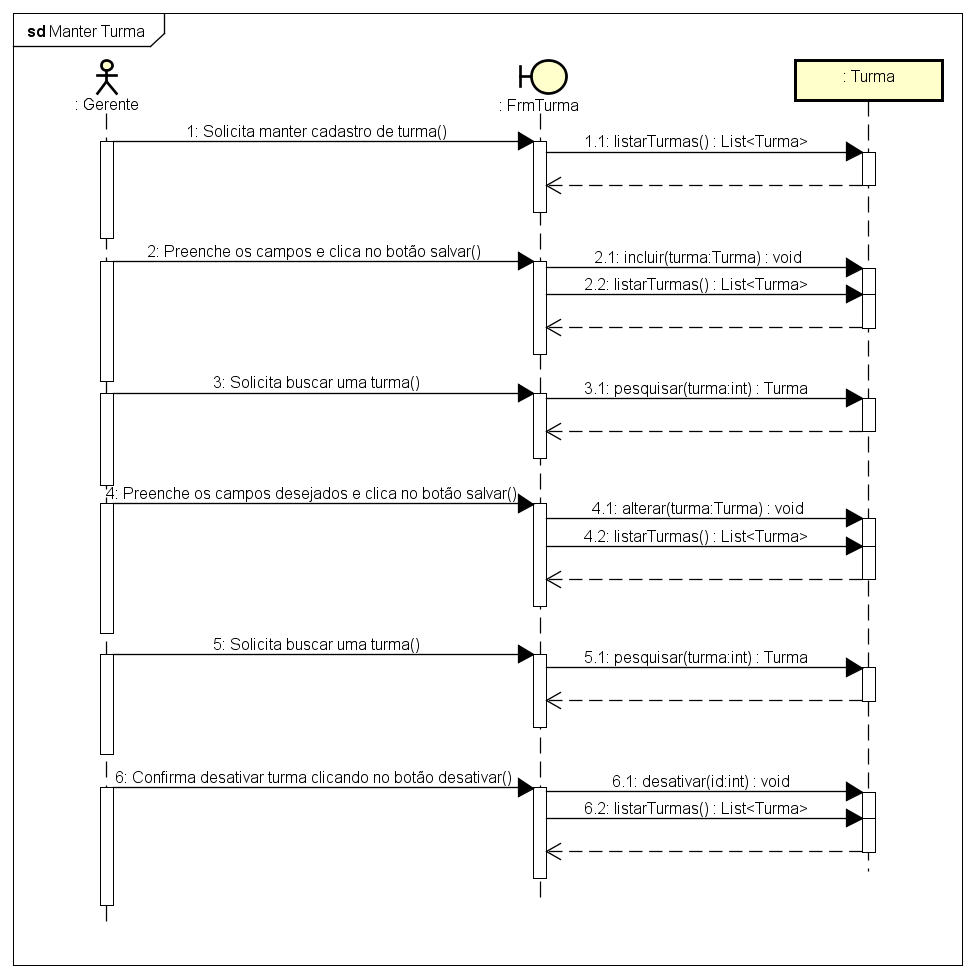 sd Manter Turma
: Gerente
: FrmTurma
: Turma
1: Solicita manter cadastro de turma()
1.1: listarTurmas() : List<Turma>
2: Preenche os campos e clica no botão salvar()
2.1: incluir(turma:Turma) : void
2.2: listarTurmas() : List<Turma>
3: Solicita buscar uma turma()
3.1: pesquisar(turma:int) : Turma
4: Preenche os campos desejados e clica no botão salvar()
4.1: alterar(turma:Turma) : void
4.2: listarTurmas() : List<Turma>
5: Solicita buscar uma turma()
5.1: pesquisar(turma:int) : Turma
6: Confirma desativar turma clicando no botão desativar()
6.1: desativar(id:int) : void
6.2: listarTurmas() : List<Turma>